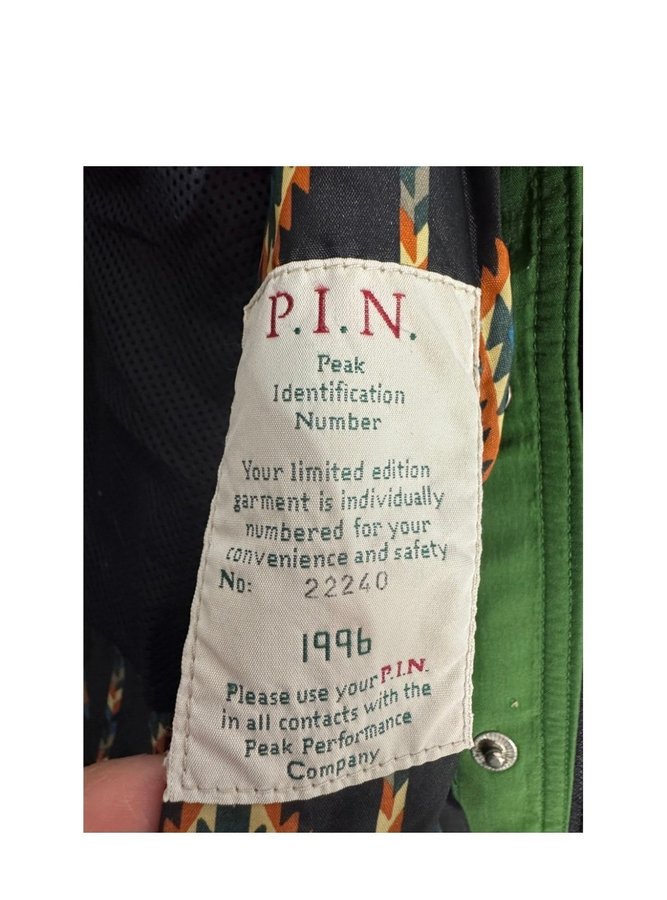 P.I.N.
Peak
Identification
Number
Your limited edition
garment is individually
numbered for your
convenience and safety
No: 22240
1996
Please use your P.I.N.
in all contacts with the
Peak Performance
Company